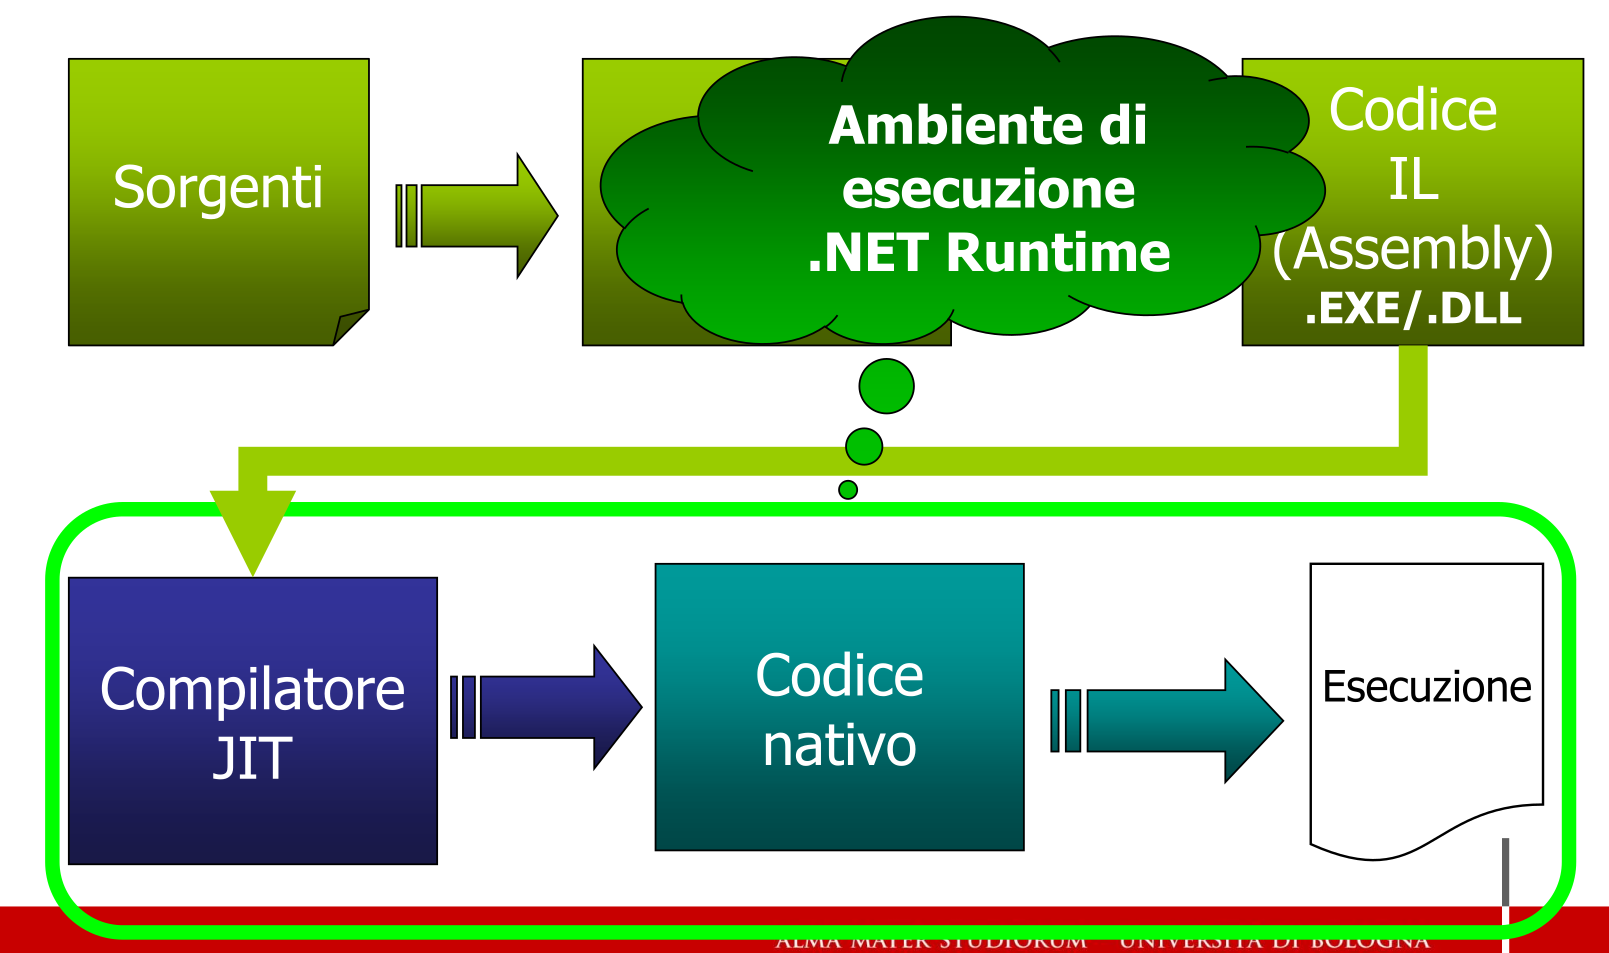 Sorgenti
Ambiente di
esecuzione
.NET Runtime
Codice
IL
(Assembly)
.EXE/.DLL
Compilatore
JIT
Codice
nativo
Esecuzione
ALMA MATER STUDIORUM UNIVERSITÀ DI BOLOGNA